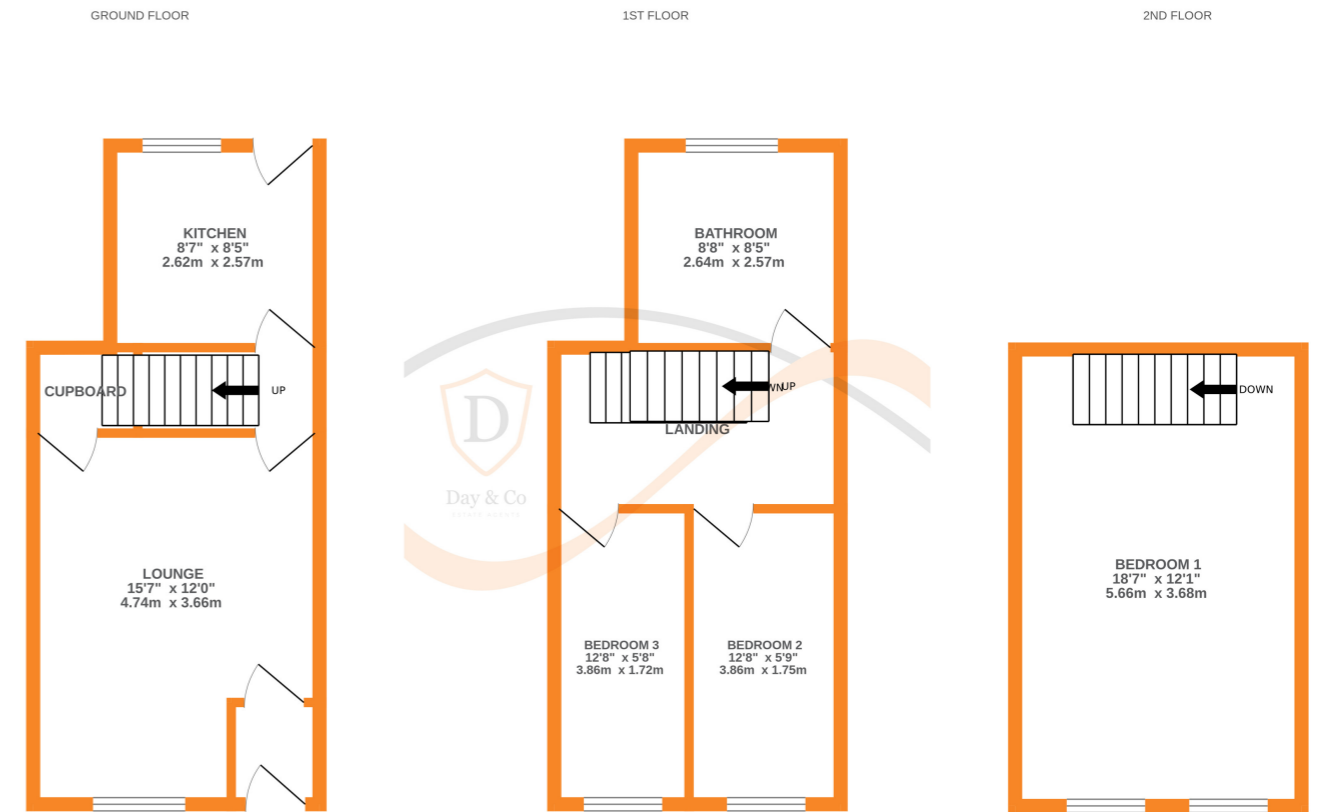 GROUND FLOOR
1ST FLOOR
2ND FLOOR
KITCHEN
8'7" x 8'5"
2.62m x 2.57m
CUPBOARD
UP
LOUNGE
15'7" x 12'0"
4.74m x 3.66m
BATHROOM
8'8" x 8'5"
2.64m x 2.57m
UP
LANDING
D
Day & Co
ESTATE AGENTS
BEDROOM 3
12'8" x 5'8"
3.86m x 1.72m
BEDROOM 2
12'8" x 5'9"
3.86m x 1.75m
DOWN
BEDROOM 1
18'7" x 12'1"
5.66m x 3.68m